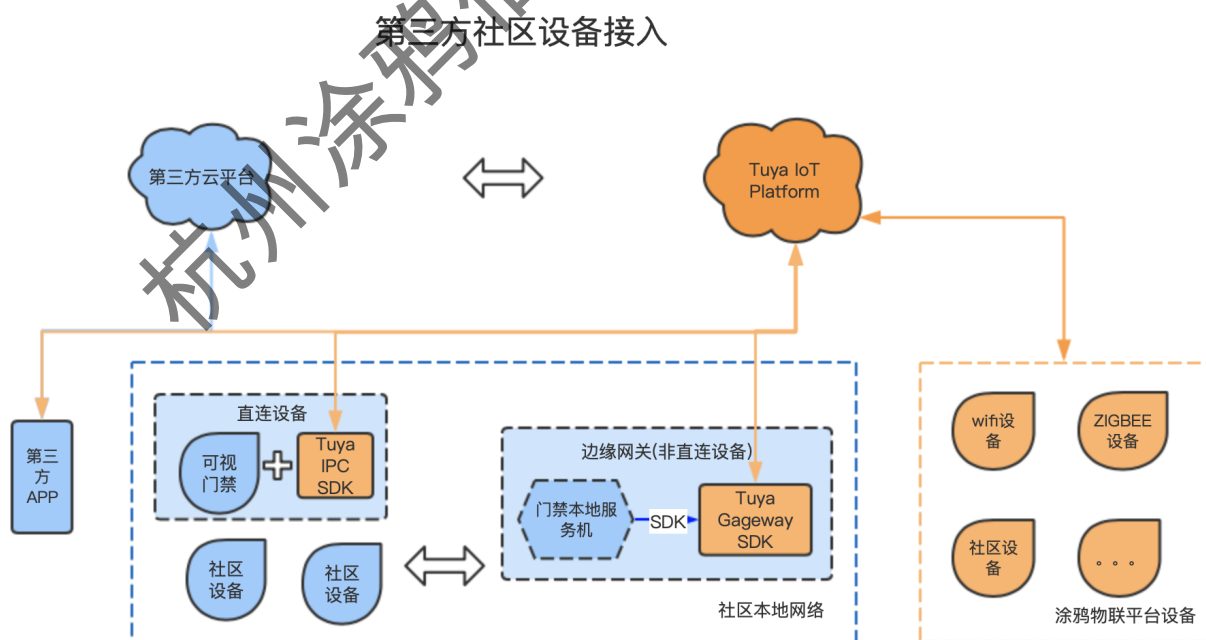 第三方社区设备接入
杭州涂鸦
第三方云平台
Tuya IoT
Platform
第三
方
APP
直连设备
可视
门禁
Tuya
IPC
SDK
社区
设备
社区
设备
边缘网关(非直连设备)
门禁本地服
务机
SDK
Tuya
Gageway
SDK
社区本地网络
wifi设
备
ZIGBEE
设备
社区设
备
。。。
涂鸦物联平台设备